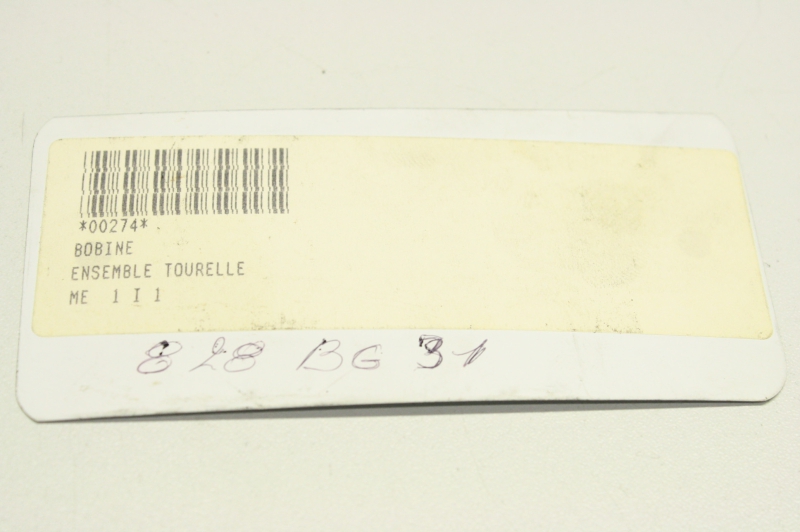 *00274*
BOBINE
ENSEMBLE TOURELLE
ME 1 I 1
828 BG 31